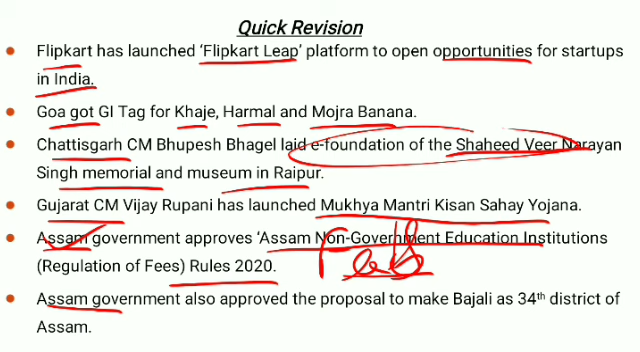 Quick Revision
Flipkart has launched 'Flipkart Leap' platform to open opportunities for startups
in India.
Goa got GI Tag for Khaje, Harmal and Mojra Banana.
Chattisgarh CM Bhupesh Bhagel laid e-foundation of the Shaheed Veer Narayan
Singh memorial and museum in Raipur.
Gujarat CM Vijay Rupani has launched Mukhya Mantri Kisan Sahay Yojana.
Assam government approves 'Assam Non-Government Education Institutions
(Regulation of Fees) Rules 2020.
Assam government also approved the proposal to make Bajali as 34th district of
Assam.